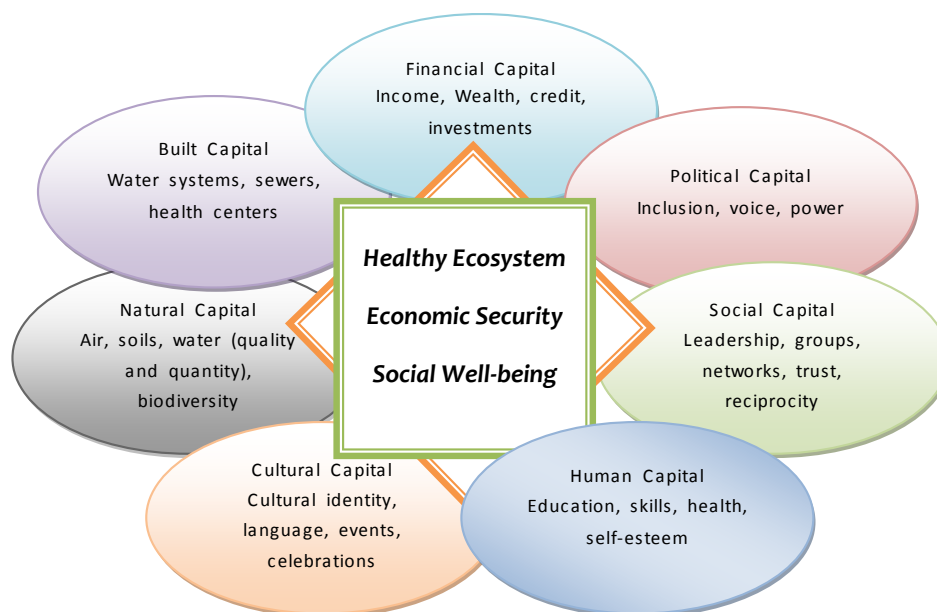 Financial Capital
Income, Wealth, credit,
investments
Built Capital
Water systems, sewers,
health centers
Political Capital
Inclusion, voice, power
Healthy Ecosystem
Economic Security
Social Well-being
Natural Capital
Air, soils, water (quality
and quantity),
biodiversity
Social Capital
Leadership, groups,
networks, trust,
reciprocity
Cultural Capital
Cultural identity,
language, events,
celebrations
Human Capital
Education, skills, health,
self-esteem